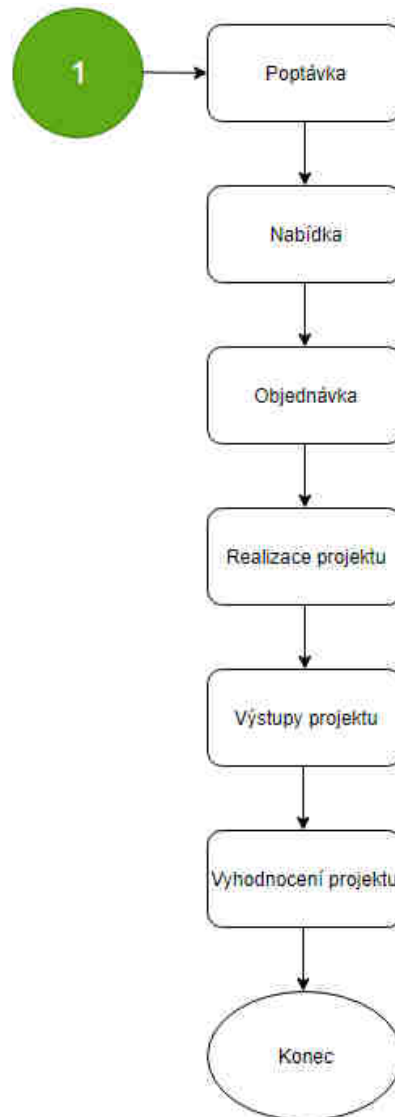 1
Poptávka
Nabídka
Objednávka
Realizace projektu
Výstupy projektu
Vyhodnocení projektu
Konec